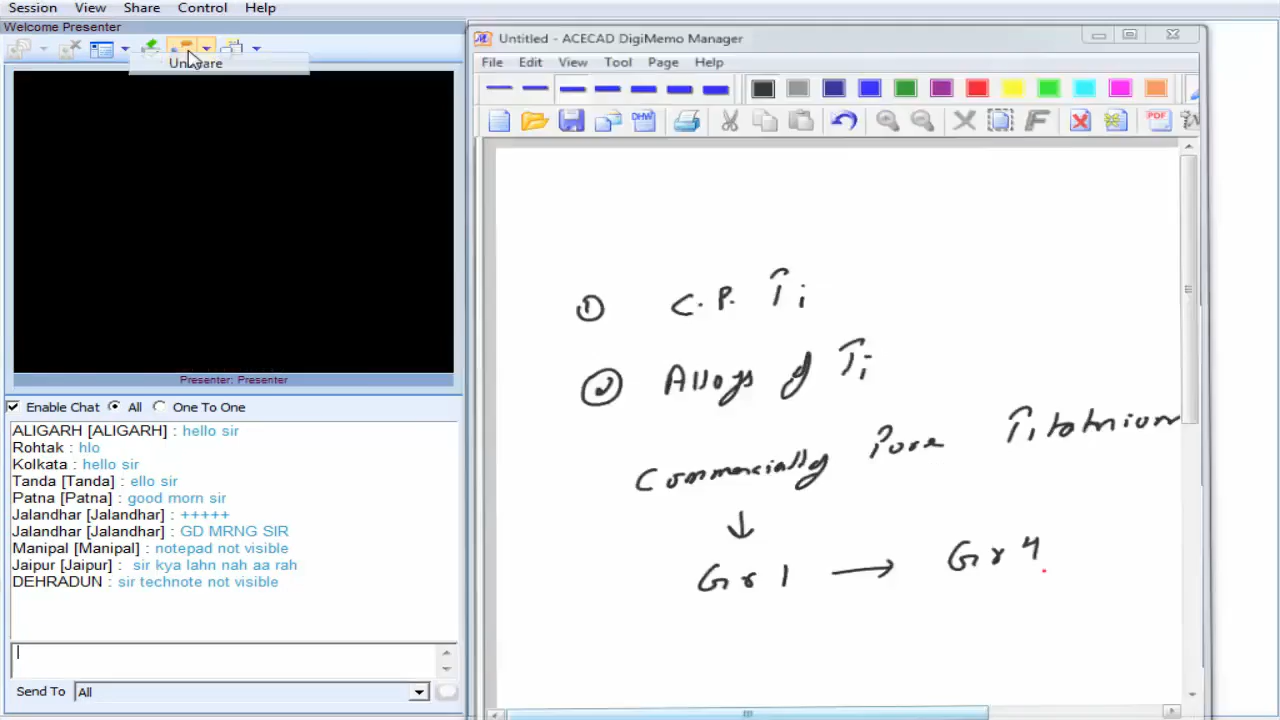 Session View Share Control Help
Welcome Presenter
Untitled - ACECAD DigiMemo Manager
File Edit View Tool Page Help
DHW
PDF
Presenter: Presenter
Enable Chat All One To One
ALIGARH [ALIGARH] : hello sir
Rohtak : hlo
Kolkata : hello sir
Tanda [Tanda] : ello sir
Patna [Patna] : good morn sir
Jalandhar [Jalandhar] : +++++
Jalandhar [Jalandhar] : GD MRNG SIR
Manipal [Manipal] : notepad not visible
Jaipur [Jaipur] : sir kya lahn nah aa rah
DEHRADUN : sir technote not visible
Send To All
① C.P. Ti
② Alloys of Ti
Commercially Pure Titatnium
↓
Gr 1 → Gr 4